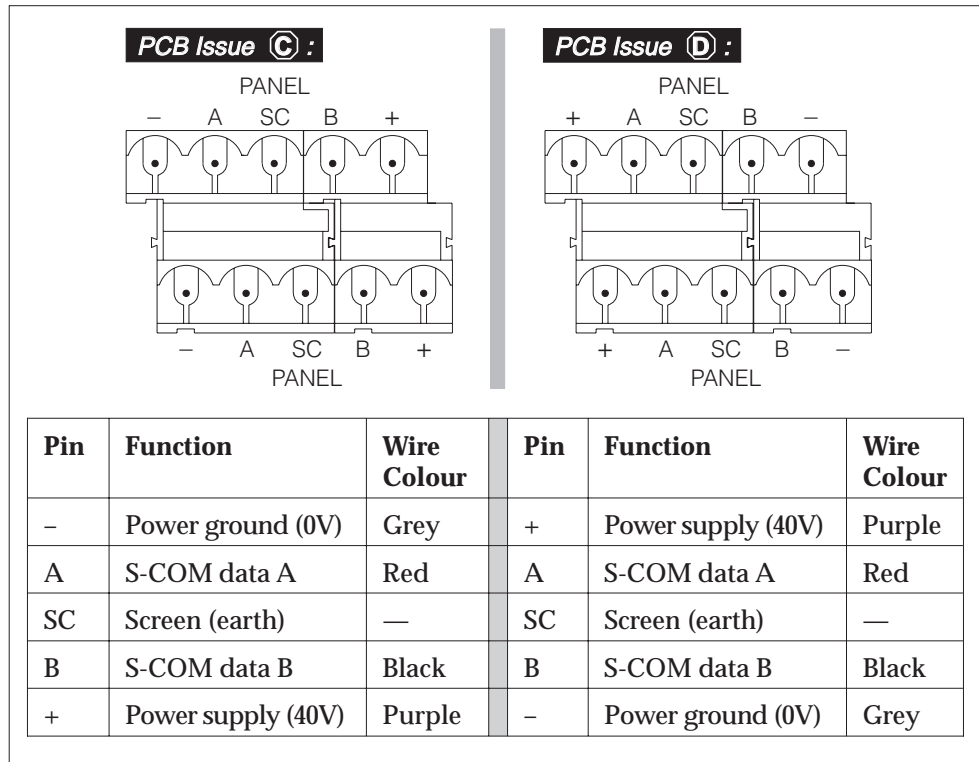 PCB Issue C :
PANEL
– A SC B +
– A SC B +
PANEL
PCB Issue D :
PANEL
+ A SC B –
+ A SC B –
PANEL
Pin Function Wire Colour Pin Function Wire Colour
– Power ground (0V) Grey + Power supply (40V) Purple
A S-COM data A Red A S-COM data A Red
SC Screen (earth) — SC Screen (earth) —
B S-COM data B Black B S-COM data B Black
+ Power supply (40V) Purple – Power ground (0V) Grey